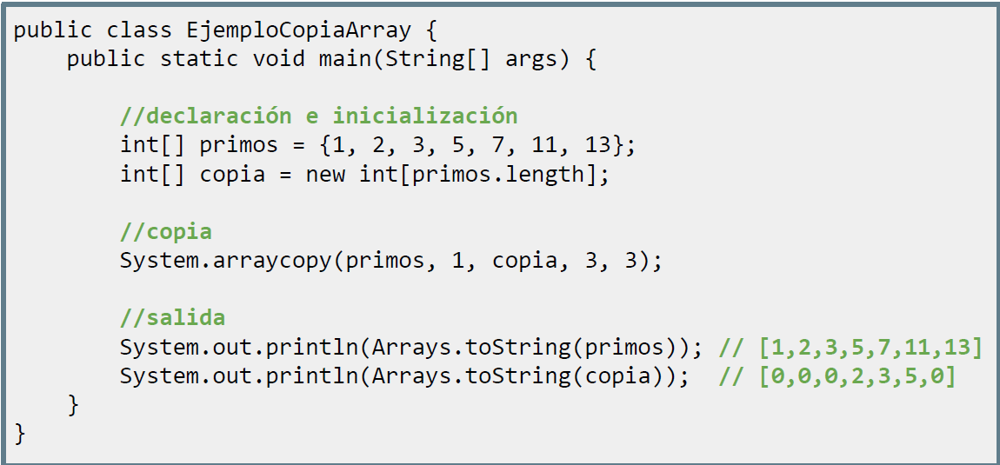 public class EjemploCopiaArray {
    public static void main(String[] args) {

        //declaración e inicialización
        int[] primos = {1, 2, 3, 5, 7, 11, 13};
        int[] copia = new int[primos.length];

        //copia
        System.arraycopy(primos, 1, copia, 3, 3);

        //salida
        System.out.println(Arrays.toString(primos)); // [1,2,3,5,7,11,13]
        System.out.println(Arrays.toString(copia));  // [0,0,0,2,3,5,0]
    }
}